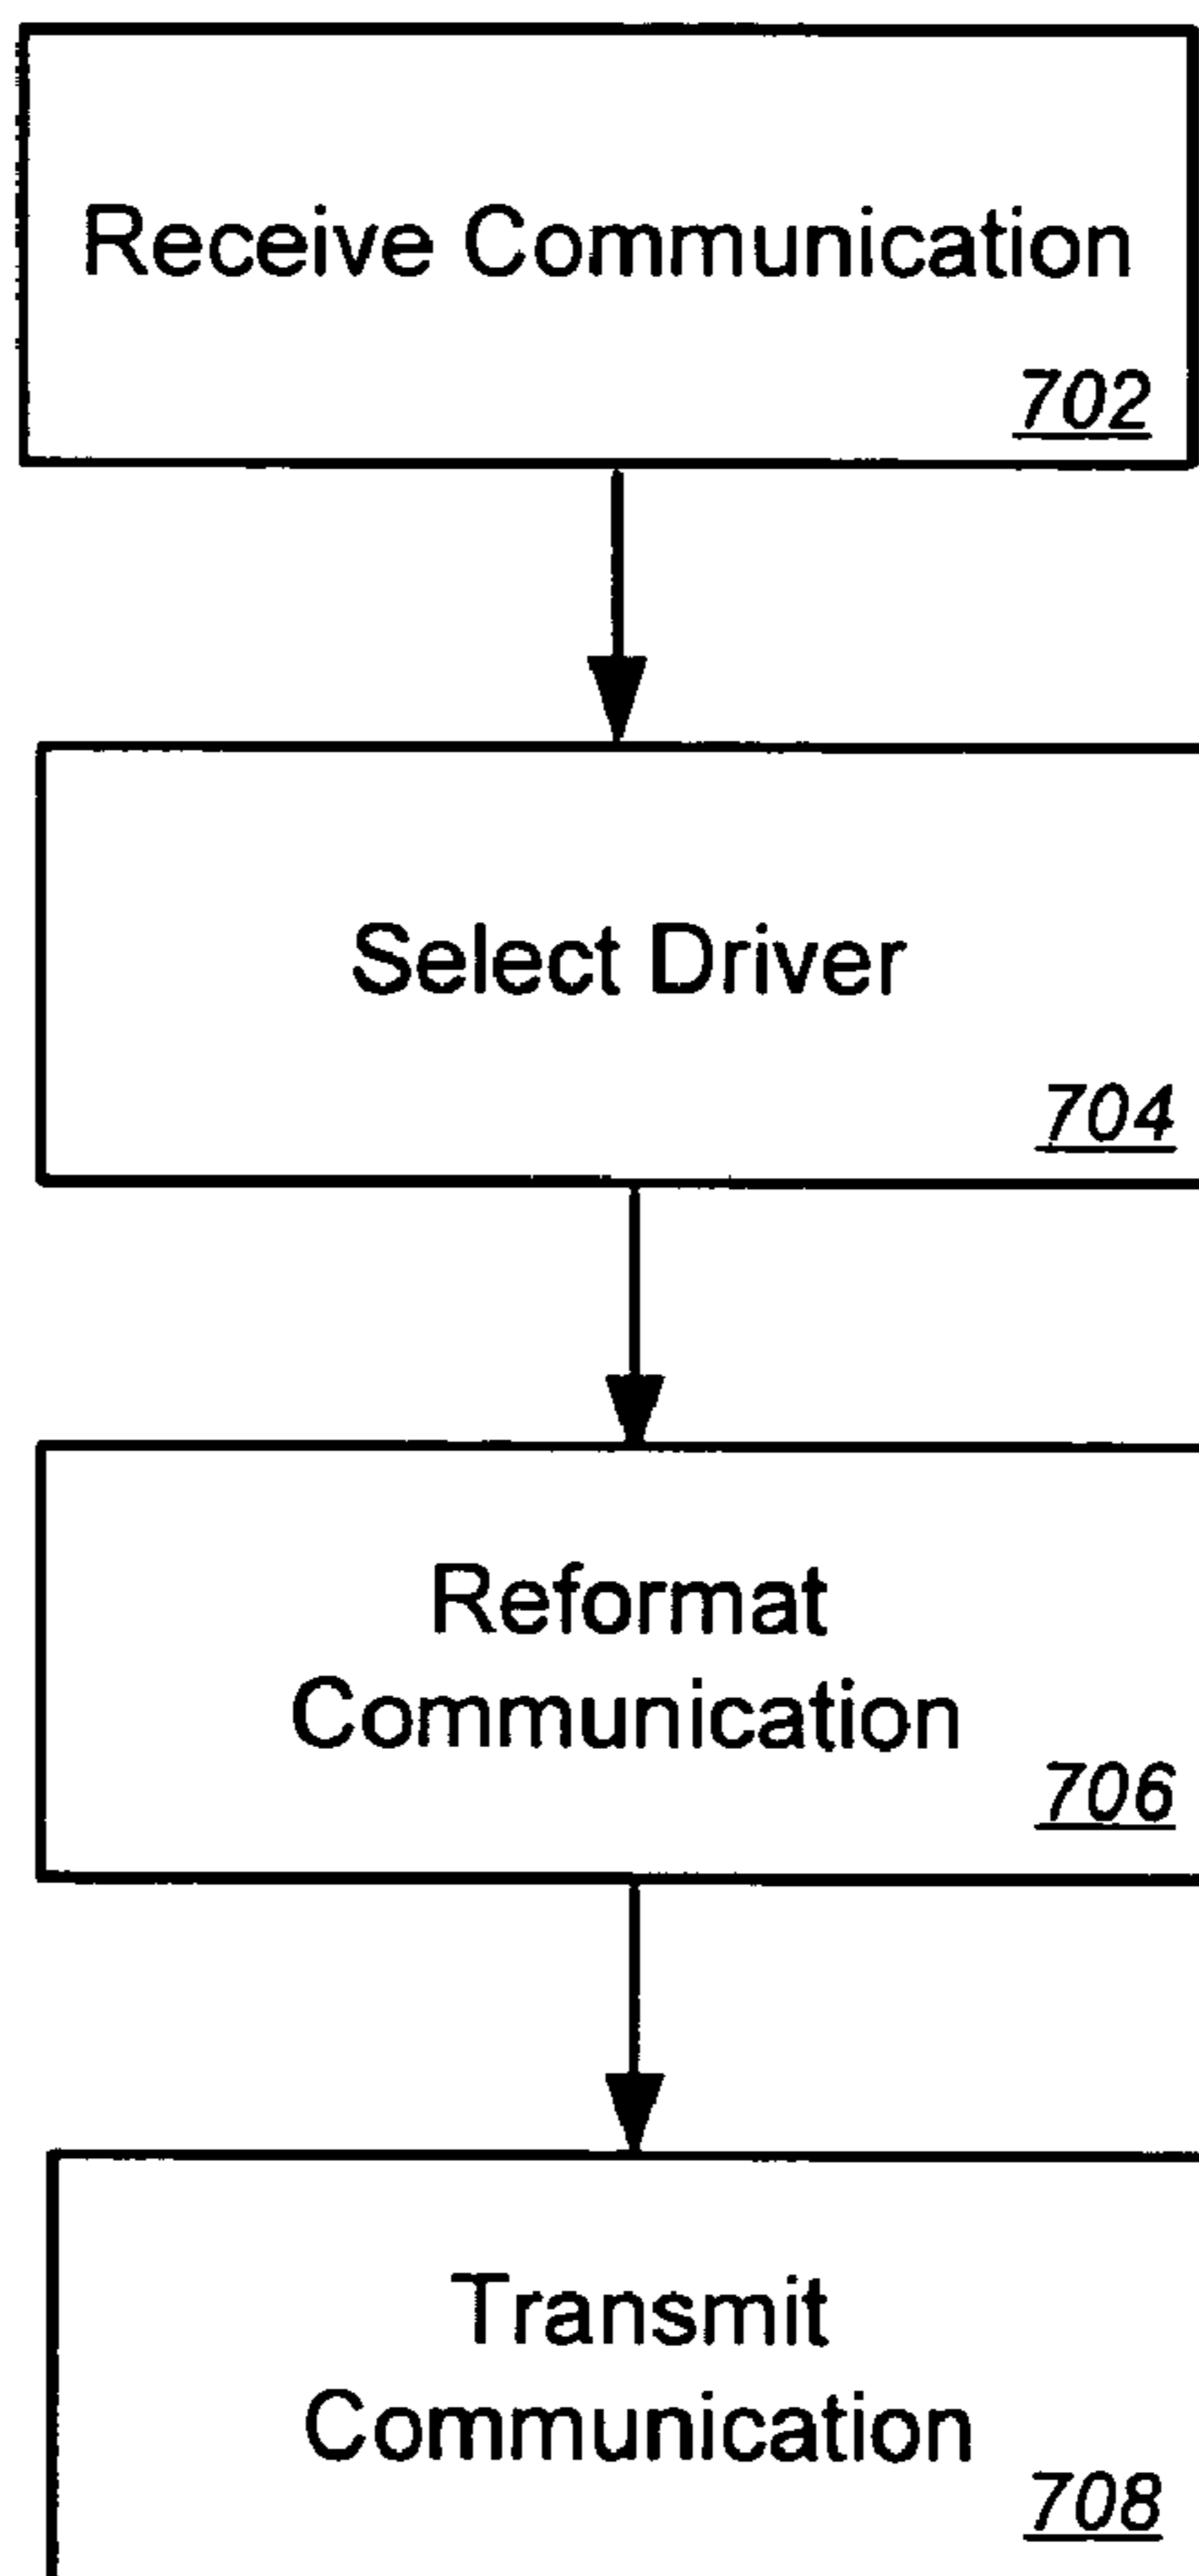 Receive Communication
702
Select Driver
704
Reformat
Communication
706
Transmit
Communication
708